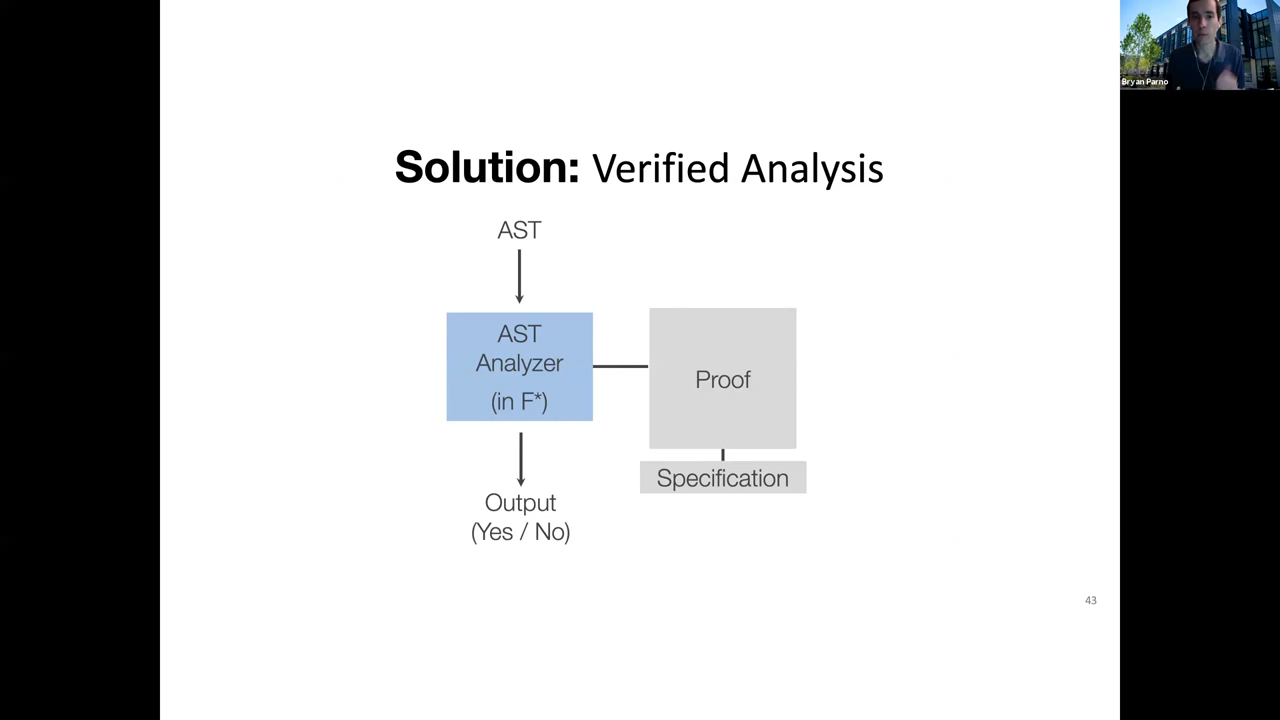 Bryan Parno
Solution: Verified Analysis
AST
AST
Analyzer
(in F*)
Proof
Specification
Output
(Yes / No)
43